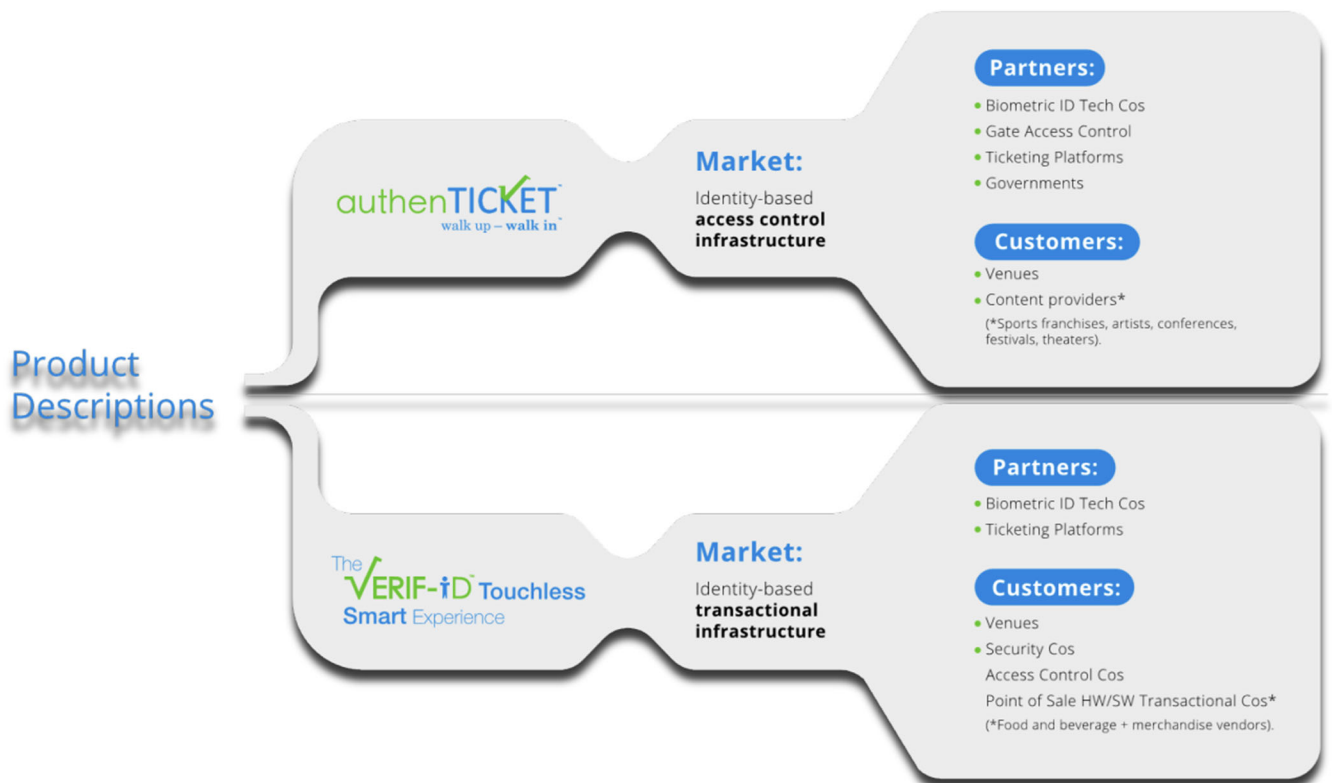 Product
Descriptions
authenTICKET™
walk up – walk in™
Market:
Identity-based
access control
infrastructure
Partners:
• Biometric ID Tech Cos
• Gate Access Control
• Ticketing Platforms
• Governments
Customers:
• Venues
• Content providers*
(*Sports franchises, artists, conferences,
festivals, theaters).
The
VERIF-iD™ Touchless
Smart Experience
Market:
Identity-based
transactional
infrastructure
Partners:
• Biometric ID Tech Cos
• Ticketing Platforms
Customers:
• Venues
• Security Cos
Access Control Cos
Point of Sale HW/SW Transactional Cos*
(*Food and beverage + merchandise vendors).